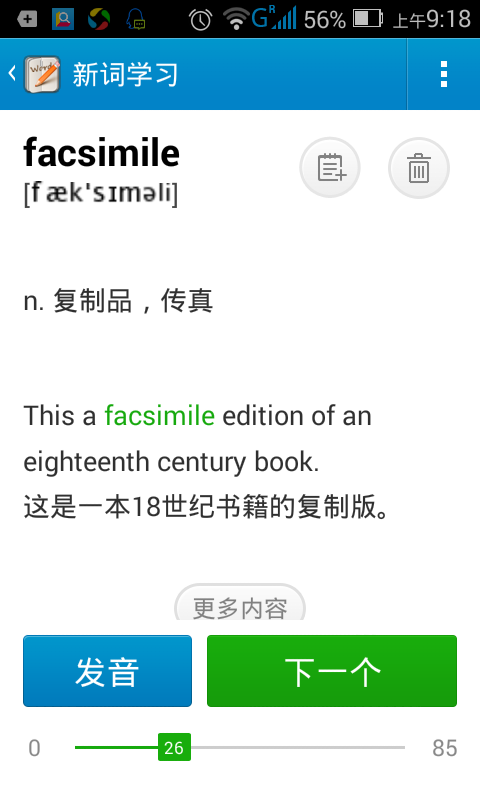 56% 上午9:18
Words 新词学习
facsimile
[fæk'sɪməli]
n. 复制品，传真
This a facsimile edition of an
eighteenth century book.
这是一本18世纪书籍的复制版。
更多内容
发音 下一个
0 26 85